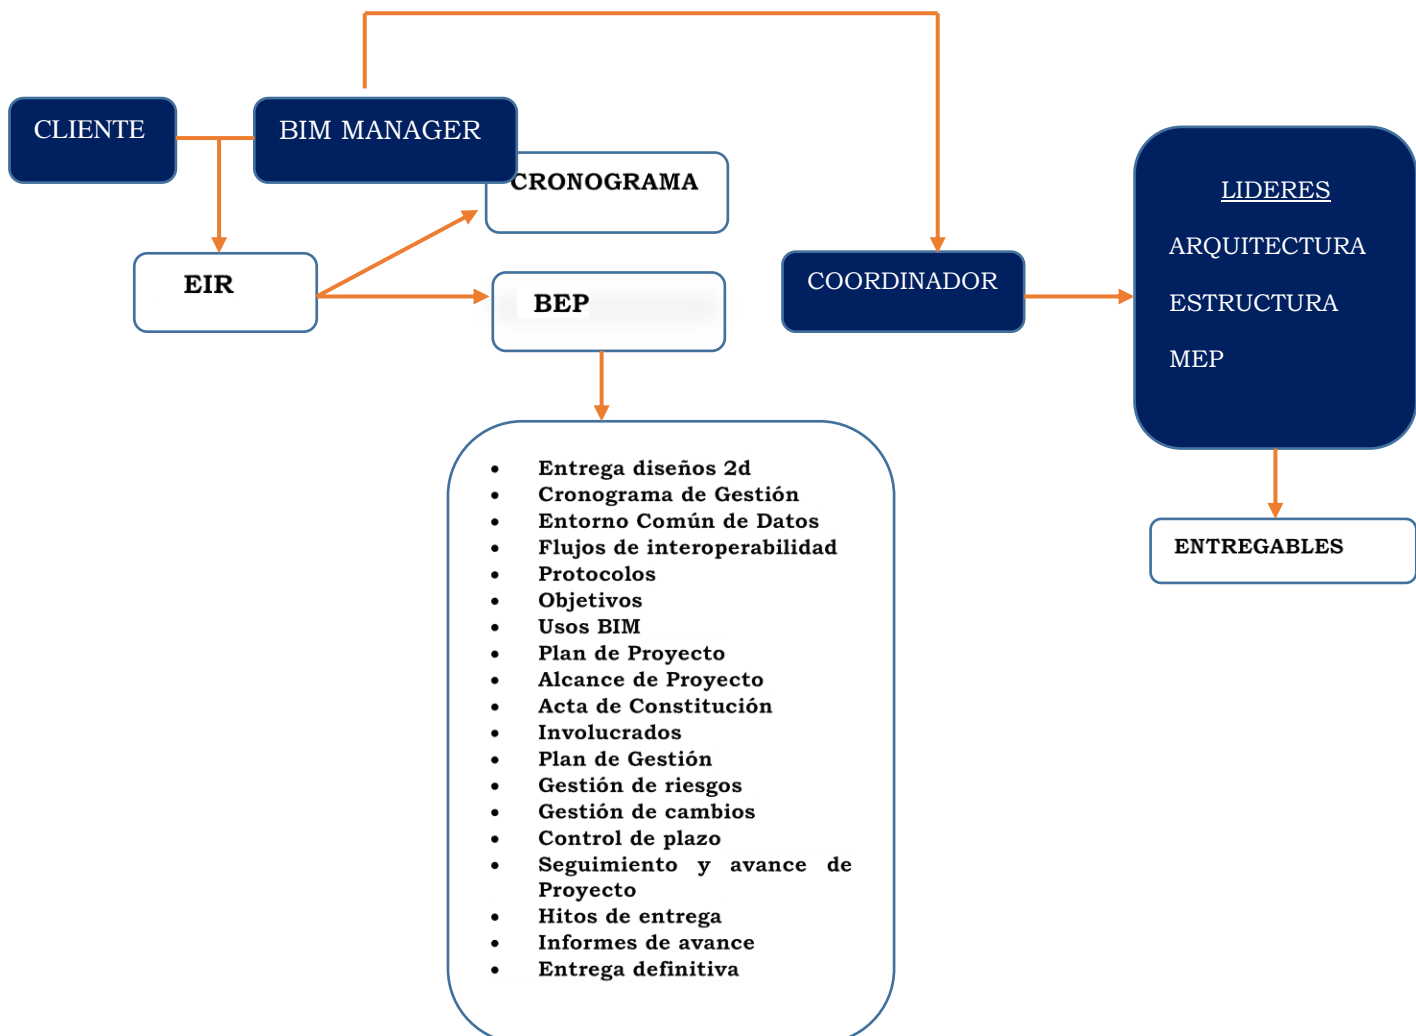 CLIENTE
BIM MANAGER
CRONOGRAMA
EIR
BEP
COORDINADOR
LIDERES
ARQUITECTURA
ESTRUCTURA
MEP
ENTREGABLES
• Entrega diseños 2d
• Cronograma de Gestión
• Entorno Común de Datos
• Flujos de interoperabilidad
• Protocolos
• Objetivos
• Usos BIM
• Plan de Proyecto
• Alcance de Proyecto
• Acta de Constitución
• Involucrados
• Plan de Gestión
• Gestión de riesgos
• Gestión de cambios
• Control de plazo
• Seguimiento y avance de
Proyecto
• Hitos de entrega
• Informes de avance
• Entrega definitiva